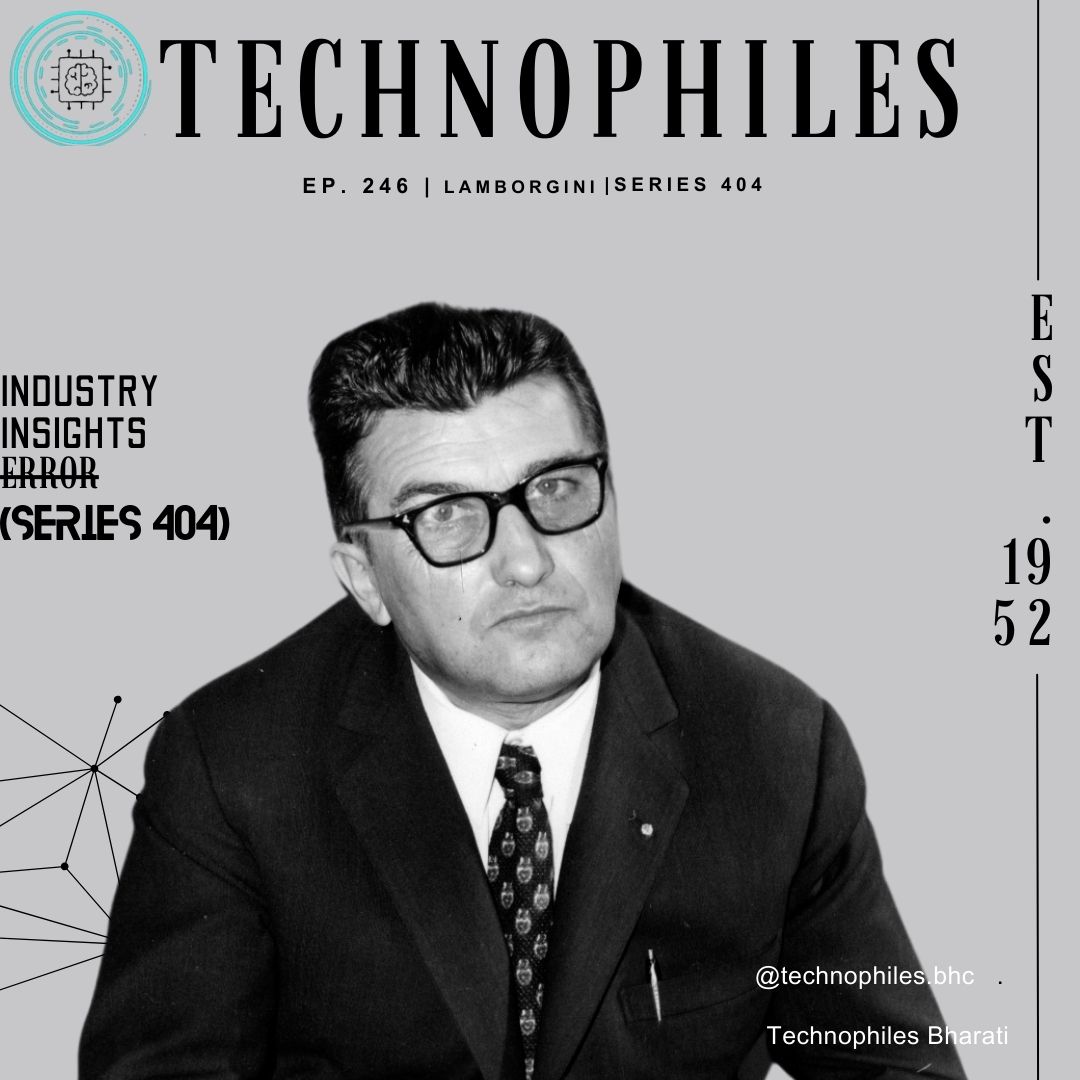 TECHNOPHILES
EP. 246 | LAMBORGINI |SERIES 404
INDUSTRY
INSIGHTS
ERROR
(SERIES 404)
E
S
T
.
19
52
@technophiles.bhc .
Technophiles Bharati